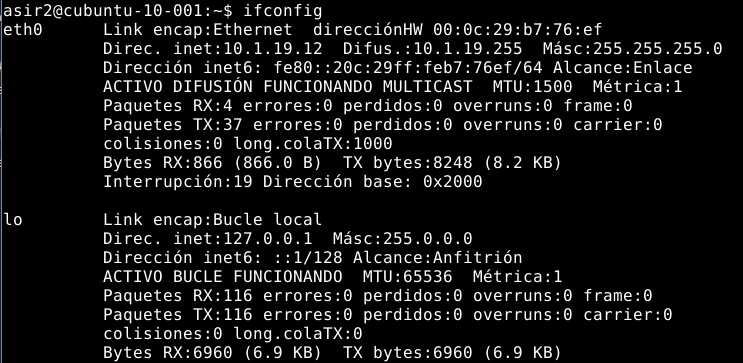 asir2@cubuntu-10-001:~$ ifconfig
eth0      Link encap:Ethernet  direcciónHW 00:0c:29:b7:76:ef
          Direc. inet:10.1.19.12  Difus.:10.1.19.255  Másc:255.255.255.0
          Dirección inet6: fe80::20c:29ff:feb7:76ef/64 Alcance:Enlace
          ACTIVO DIFUSIÓN FUNCIONANDO MULTICAST  MTU:1500  Métrica:1
          Paquetes RX:4 errores:0 perdidos:0 overruns:0 frame:0
          Paquetes TX:37 errores:0 perdidos:0 overruns:0 carrier:0
          colisiones:0 long.colaTX:1000
          Bytes RX:866 (866.0 B)  TX bytes:8248 (8.2 KB)
          Interrupción:19 Dirección base: 0x2000
lo        Link encap:Bucle local
          Direc. inet:127.0.0.1  Másc:255.0.0.0
          Dirección inet6: ::1/128 Alcance:Anfitrión
          ACTIVO BUCLE FUNCIONANDO  MTU:65536  Métrica:1
          Paquetes RX:116 errores:0 perdidos:0 overruns:0 frame:0
          Paquetes TX:116 errores:0 perdidos:0 overruns:0 carrier:0
          colisiones:0 long.colaTX:0
          Bytes RX:6960 (6.9 KB)  TX bytes:6960 (6.9 KB)